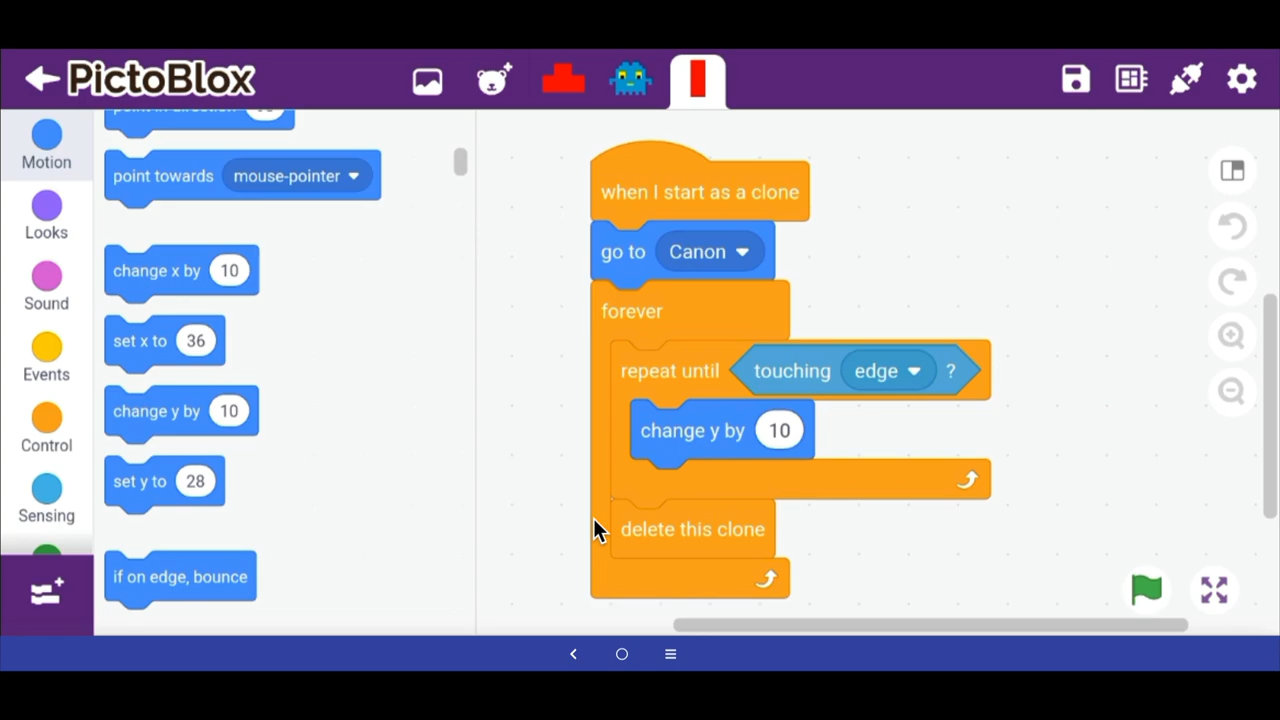 PictoBlox
Motion
Looks
Sound
Events
Control
Sensing
point towards mouse-pointer
change x by 10
set x to 36
change y by 10
set y to 28
if on edge, bounce
when I start as a clone
go to Canon
forever
repeat until touching edge ?
change y by 10
delete this clone